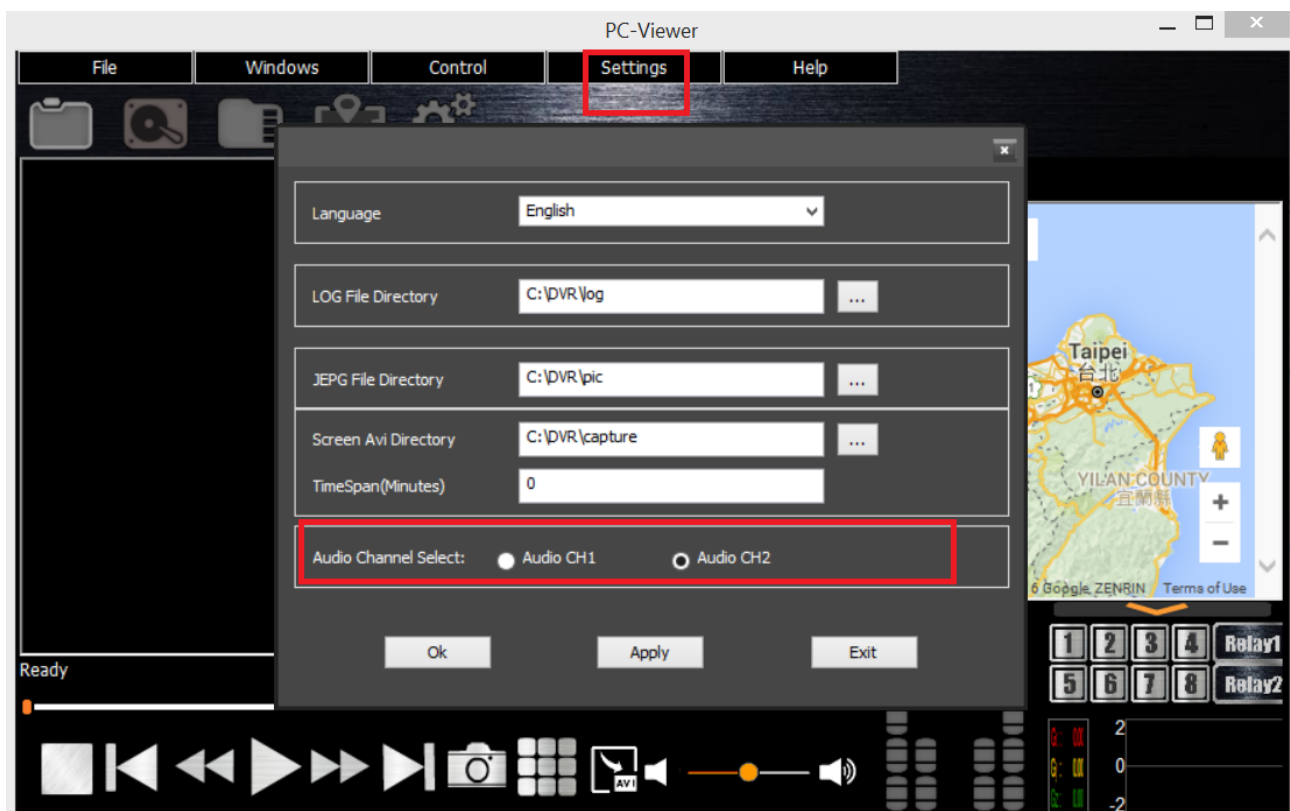 PC-Viewer
File Windows Control Settings Help
Language English
LOG File Directory C:\DVR\log ...
JEPG File Directory C:\DVR\pic ...
Screen Avi Directory C:\DVR\capture ...
TimeSpan(Minutes) 0
Audio Channel Select: Audio CH1 Audio CH2
Ok Apply Exit
Taipei
台北
1
YILAN COUNTY
宜蘭縣
+
−
6 Google, ZENRIN Terms of Use
Ready
1 2 3 4 Relay1
5 6 7 8 Relay2
AVI
2
0
-2